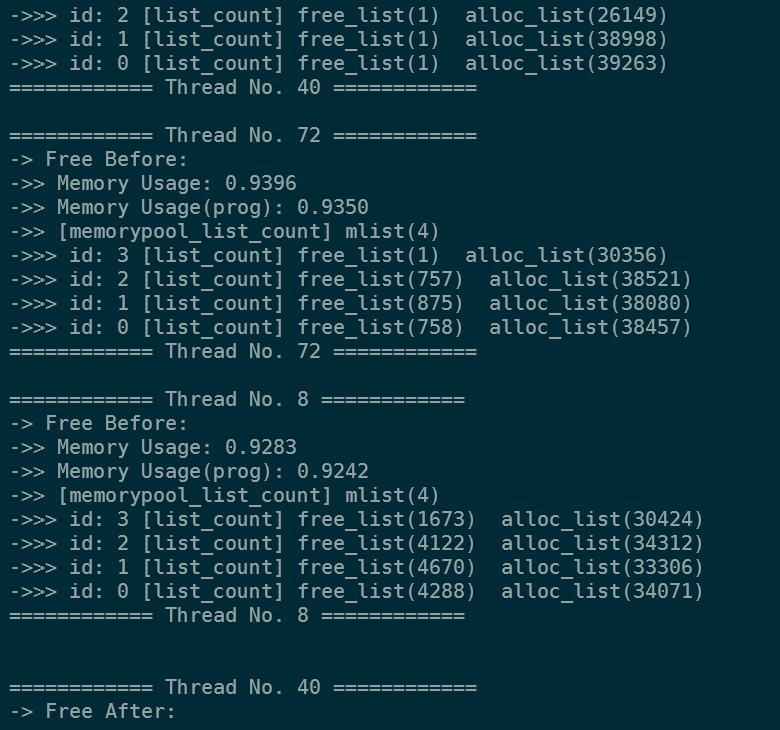 ->>> id: 2 [list_count] free_list(1)  alloc_list(26149)
->>> id: 1 [list_count] free_list(1)  alloc_list(38998)
->>> id: 0 [list_count] free_list(1)  alloc_list(39263)
============ Thread No. 40 ============
============ Thread No. 72 ============
-> Free Before:
->> Memory Usage: 0.9396
->> Memory Usage(prog): 0.9350
->> [memorypool_list_count] mlist(4)
->>> id: 3 [list_count] free_list(1)  alloc_list(30356)
->>> id: 2 [list_count] free_list(757)  alloc_list(38521)
->>> id: 1 [list_count] free_list(875)  alloc_list(38080)
->>> id: 0 [list_count] free_list(758)  alloc_list(38457)
============ Thread No. 72 ============
============ Thread No. 8 ============
-> Free Before:
->> Memory Usage: 0.9283
->> Memory Usage(prog): 0.9242
->> [memorypool_list_count] mlist(4)
->>> id: 3 [list_count] free_list(1673)  alloc_list(30424)
->>> id: 2 [list_count] free_list(4122)  alloc_list(34312)
->>> id: 1 [list_count] free_list(4670)  alloc_list(33306)
->>> id: 0 [list_count] free_list(4288)  alloc_list(34071)
============ Thread No. 8 ============
============ Thread No. 40 ============
-> Free After: